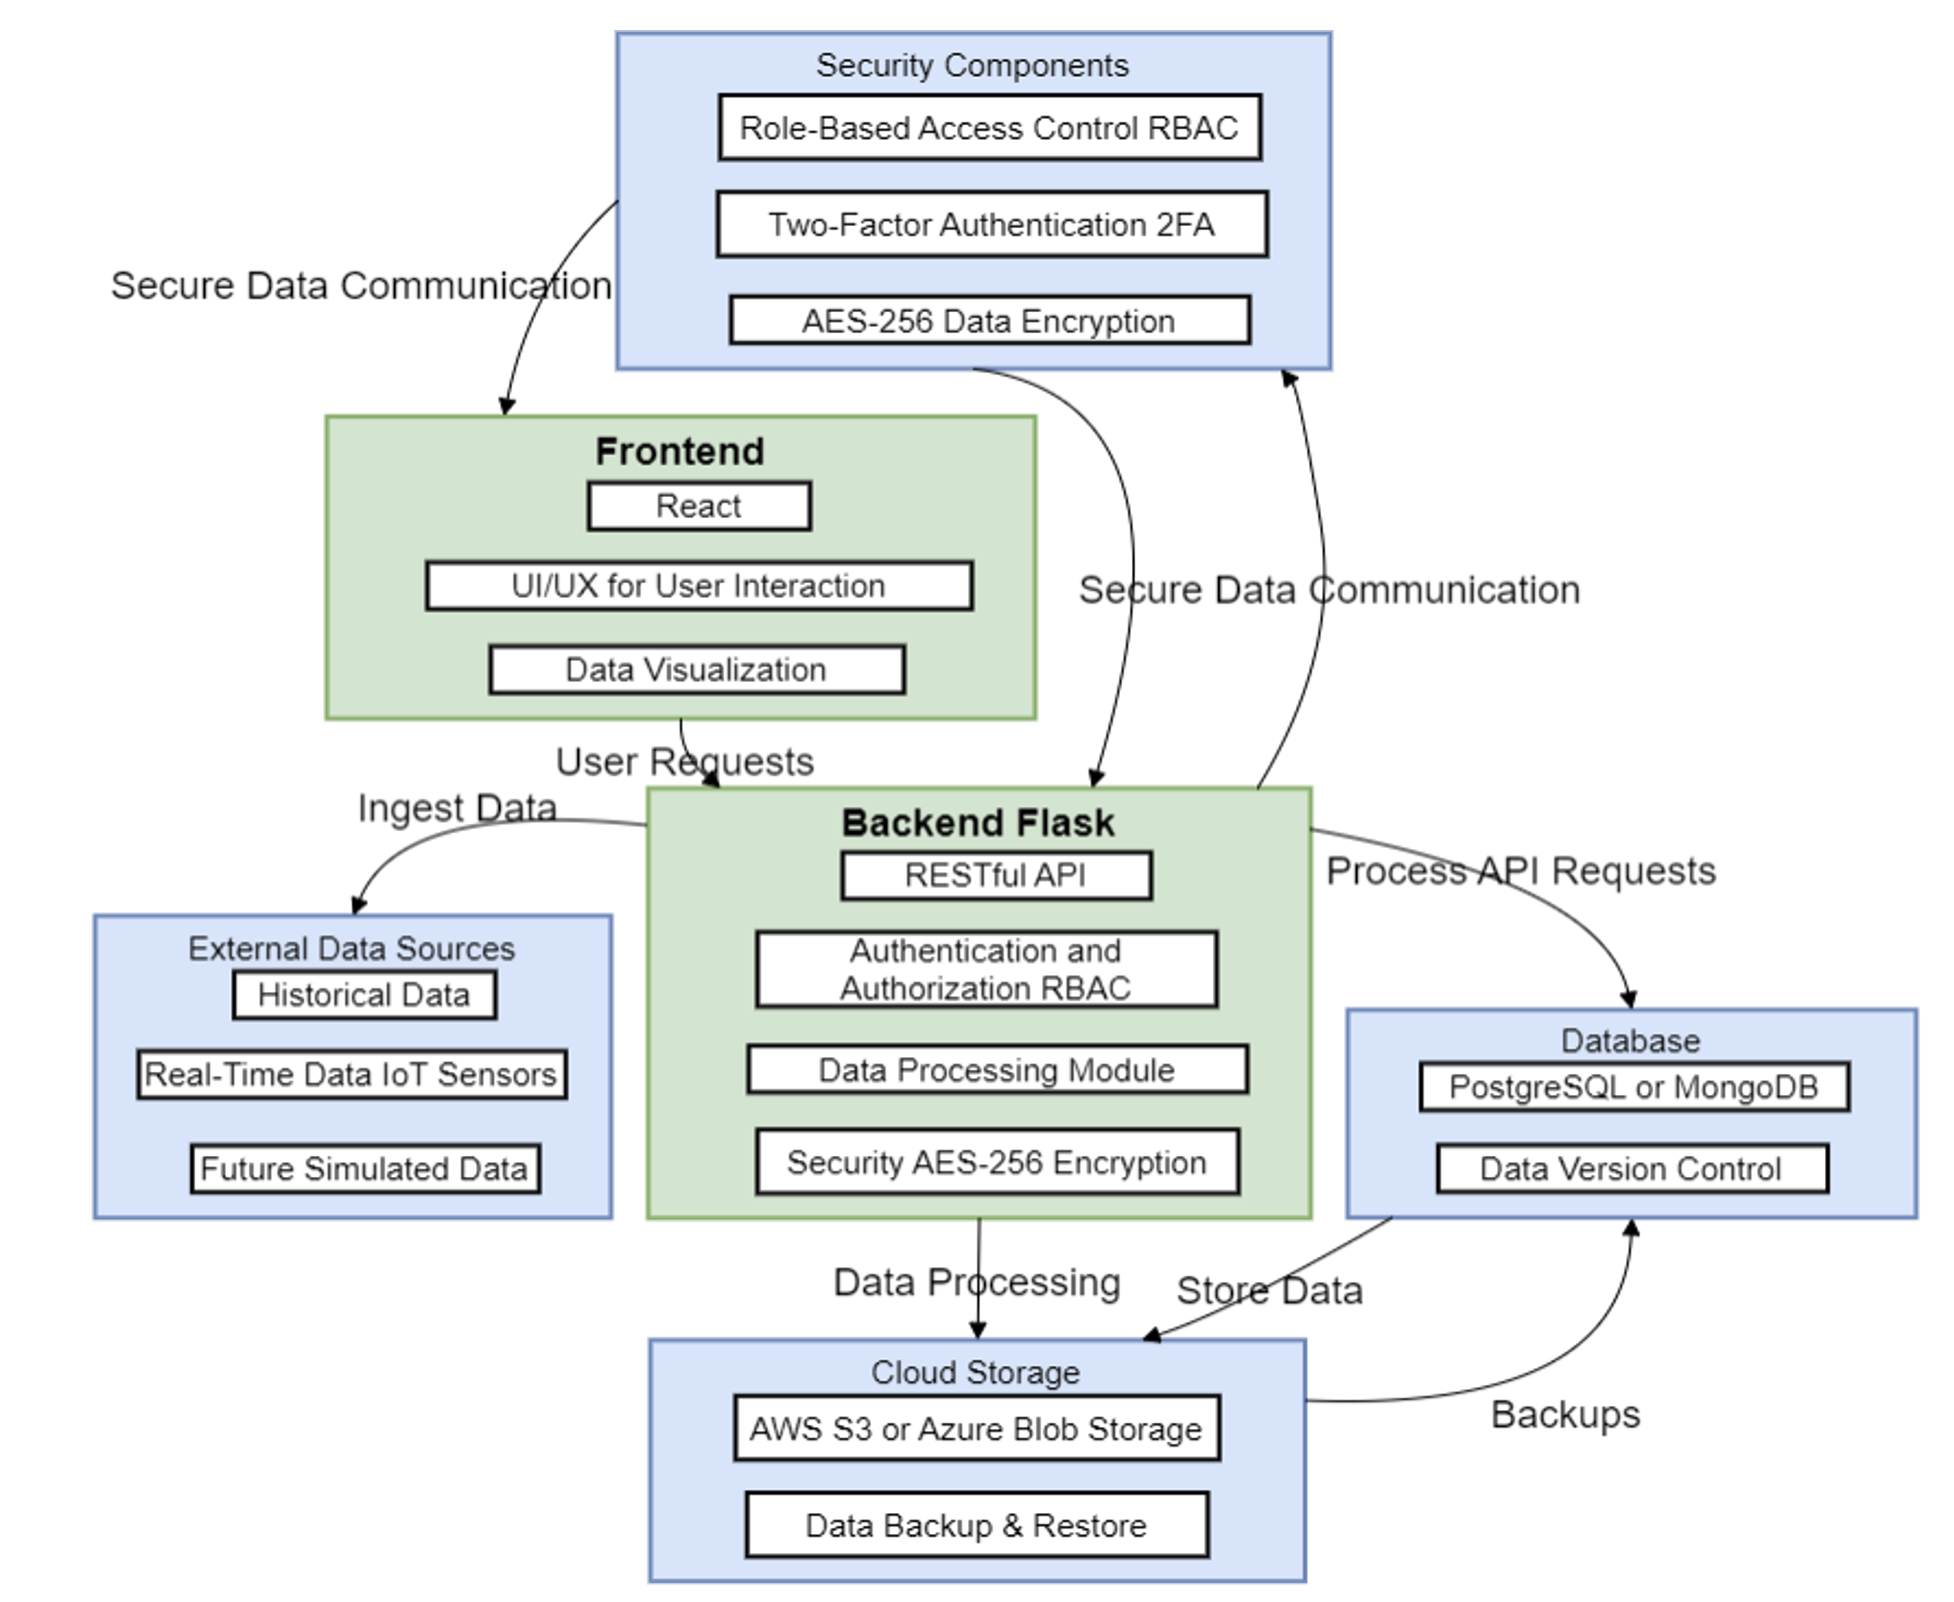 Security Components
Role-Based Access Control RBAC
Two-Factor Authentication 2FA
AES-256 Data Encryption
Secure Data Communication
Frontend
React
UI/UX for User Interaction
Data Visualization
Secure Data Communication
User Requests
Ingest Data
Backend Flask
RESTful API
Authentication and
Authorization RBAC
Data Processing Module
Security AES-256 Encryption
Process API Requests
External Data Sources
Historical Data
Real-Time Data IoT Sensors
Future Simulated Data
Database
PostgreSQL or MongoDB
Data Version Control
Data Processing
Store Data
Cloud Storage
AWS S3 or Azure Blob Storage
Data Backup & Restore
Backups